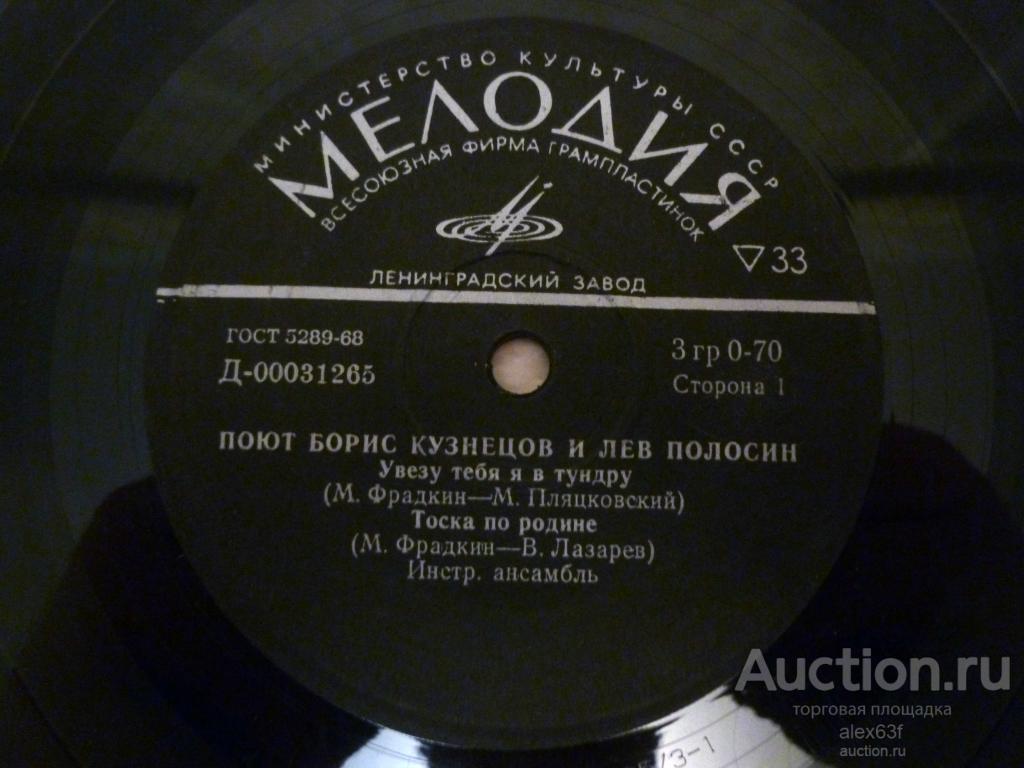 МИНИСТЕРСТВО КУЛЬТУРЫ СССР
МЕЛОДИЯ
ВСЕСОЮЗНАЯ ФИРМА ГРАМПЛАСТИНОК
33
ЛЕНИНГРАДСКИЙ ЗАВОД
ГОСТ 5289-68
Д-00031265
3 гр 0-70
Сторона 1
ПОЮТ БОРИС КУЗНЕЦОВ И ЛЕВ ПОЛОСИН
Увезу тебя я в тундру
(М. Фрадкин—М. Пляцковский)
Тоска по родине
(М. Фрадкин—В. Лазарев)
Инстр. ансамбль
Auction.ru
торговая площадка
alex63f
auction.ru